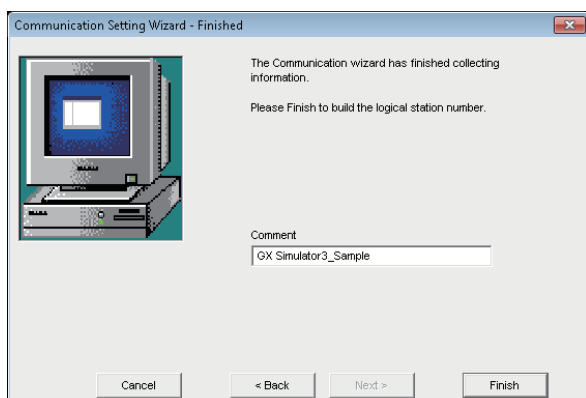 Communication Setting Wizard - Finished
The Communication wizard has finished collecting
information.
Please Finish to build the logical station number.
Comment
GX Simulator3_Sample
Cancel
< Back
Next >
Finish